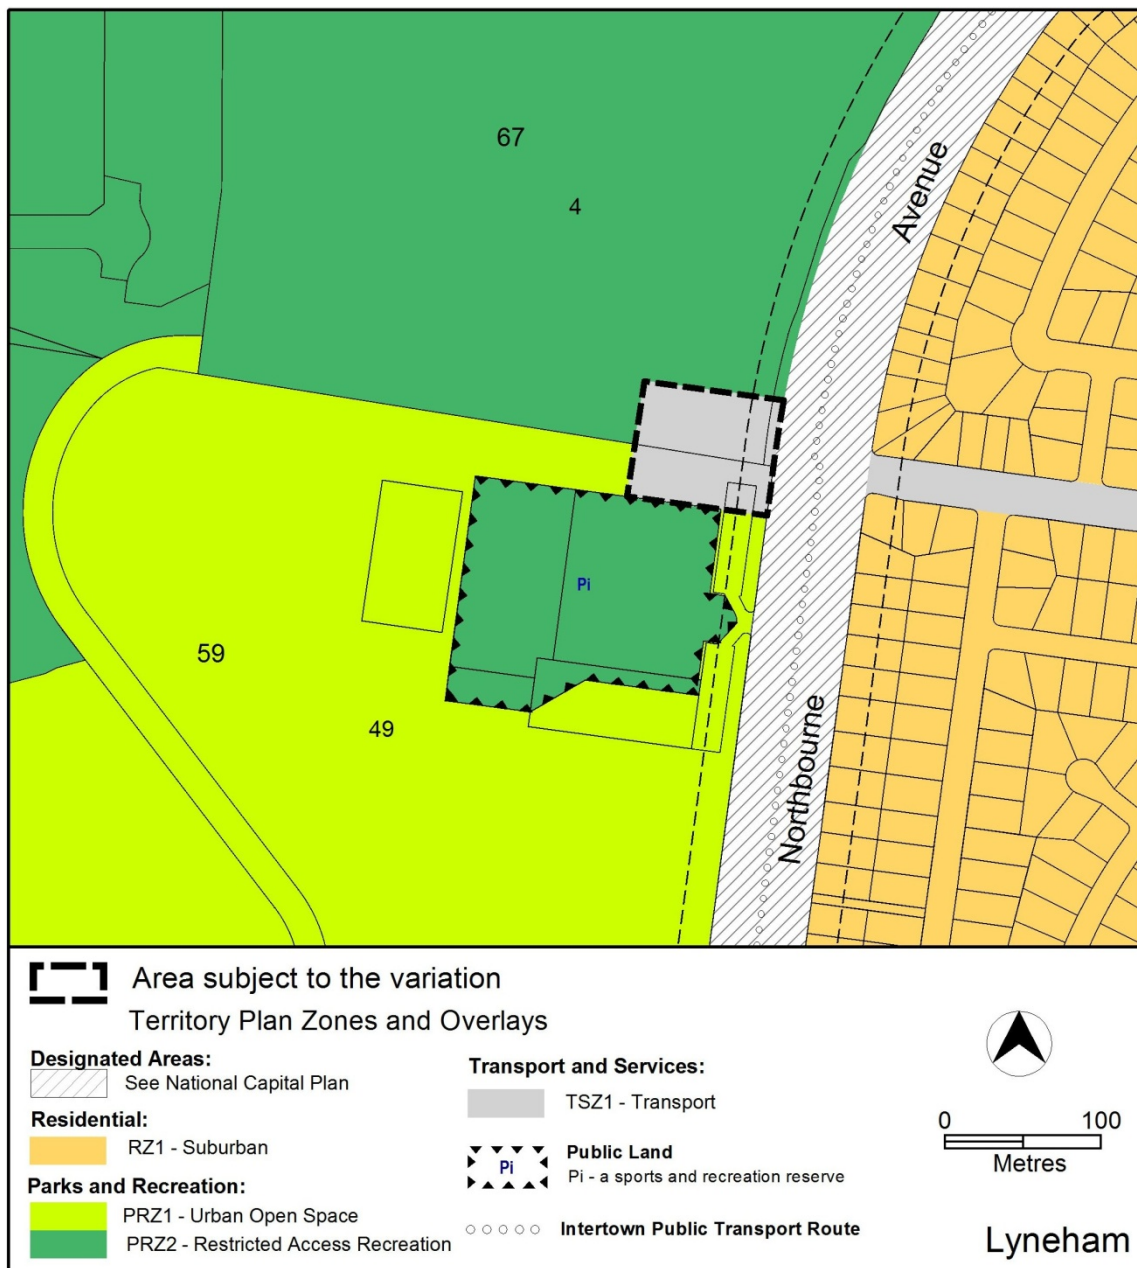 67
4
Avenue
Pi
59
49
Northbourne
Area subject to the variation
Territory Plan Zones and Overlays
Designated Areas:
See National Capital Plan
Residential:
RZ1 - Suburban
Parks and Recreation:
PRZ1 - Urban Open Space
PRZ2 - Restricted Access Recreation
Transport and Services:
TSZ1 - Transport
Pi
Public Land
Pi - a sports and recreation reserve
Intertown Public Transport Route
0 100
Metres
Lyneham